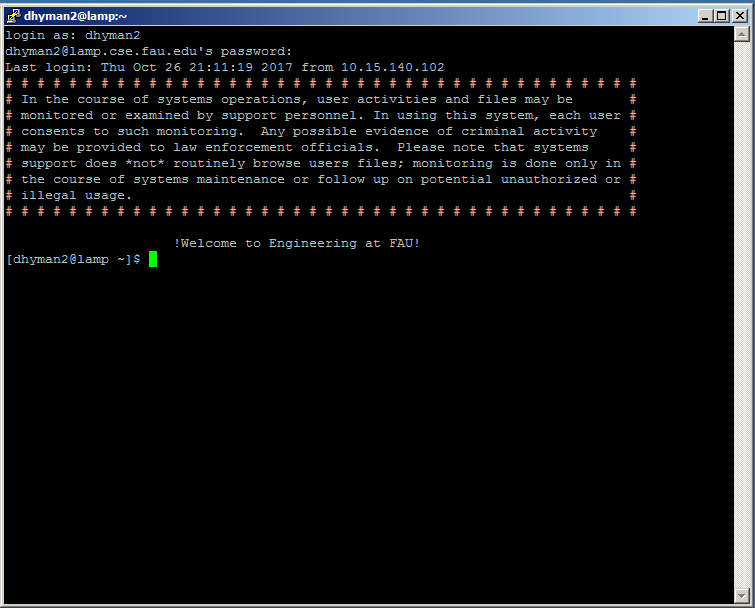 dhyman2@lamp:~
login as: dhyman2
dhyman2@lamp.cse.fau.edu's password:
Last login: Thu Oct 26 21:11:19 2017 from 10.15.140.102
# # # # # # # # # # # # # # # # # # # # # # # # # # # # # # # # # # # # # # # #
# In the course of systems operations, user activities and files may be       #
# monitored or examined by support personnel. In using this system, each user #
# consents to such monitoring.  Any possible evidence of criminal activity    #
# may be provided to law enforcement officials.  Please note that systems     #
# support does *not* routinely browse users files; monitoring is done only in #
# the course of systems maintenance or follow up on potential unauthorized or #
# illegal usage.                                                              #
# # # # # # # # # # # # # # # # # # # # # # # # # # # # # # # # # # # # # # # #
!Welcome to Engineering at FAU!
[dhyman2@lamp ~]$